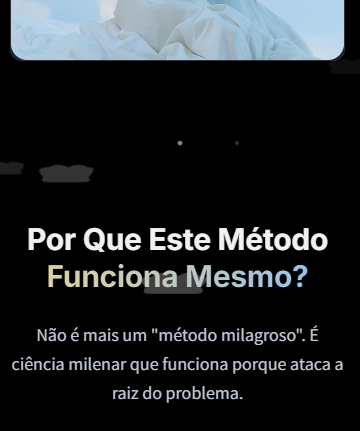 Por Que Este Método
Funciona Mesmo?
Não é mais um "método milagroso". É
ciência milenar que funciona porque ataca a
raiz do problema.